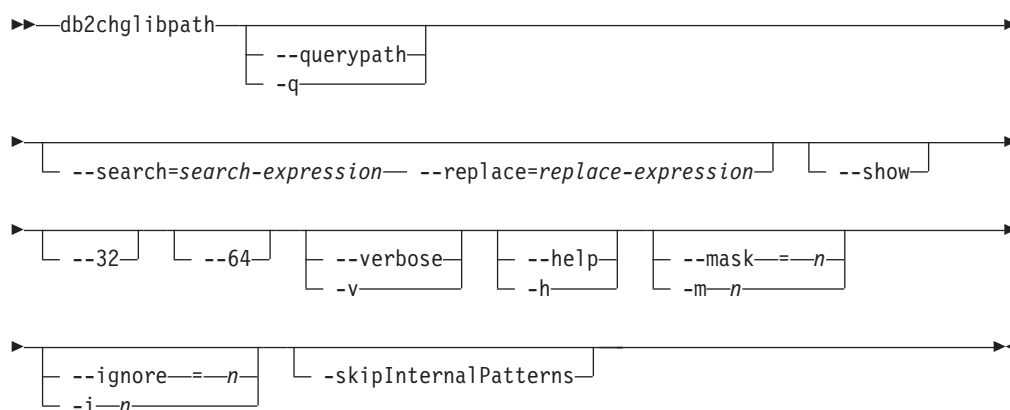 db2chglibpath
--querypath
-q
--search=search-expression --replace=replace-expression
--show
--32 --64 --verbose --help --mask = n
-v -h -m n
--ignore = n -skipInternalPatterns
-i n